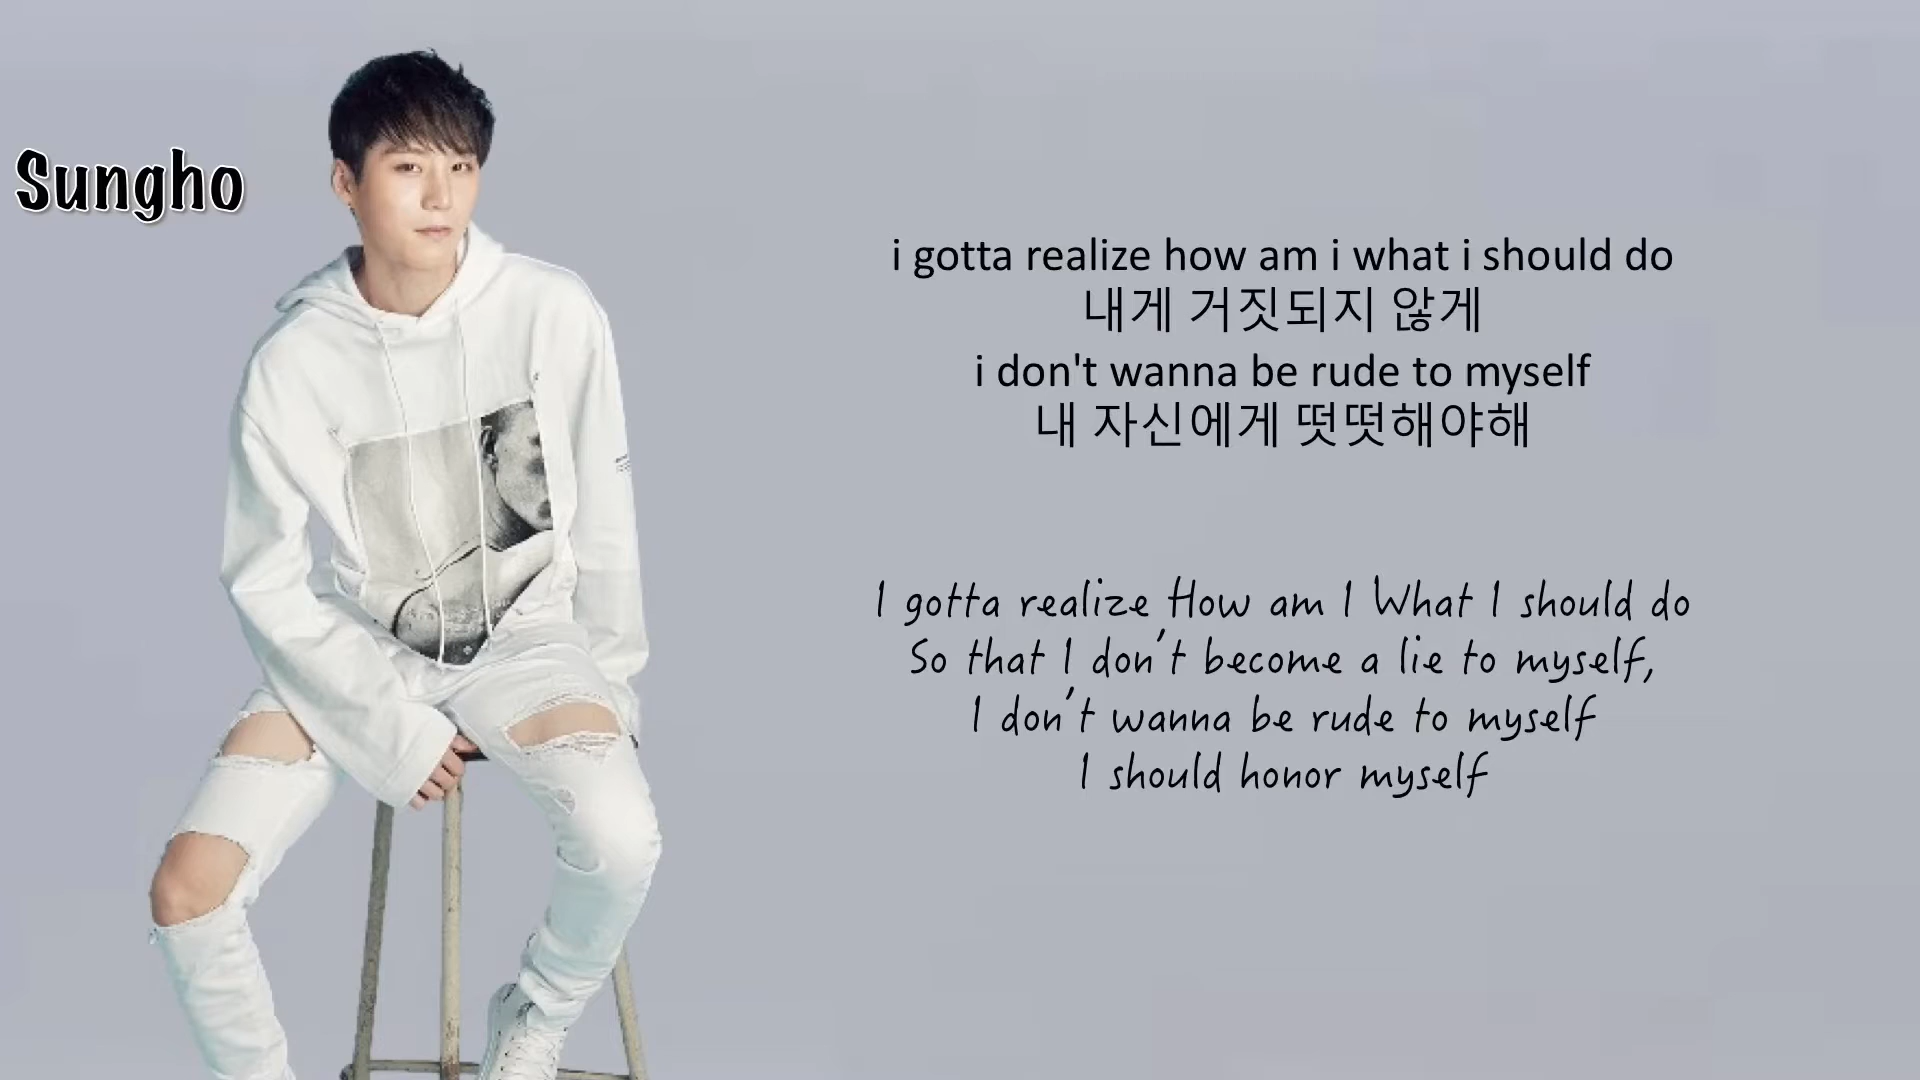 Sungho
i gotta realize how am i what i should do
내게 거짓되지 않게
i don't wanna be rude to myself
내 자신에게 떳떳해야해
I gotta realize How am I What I should do
So that I don't become a lie to myself,
I don't wanna be rude to myself
I should honor myself